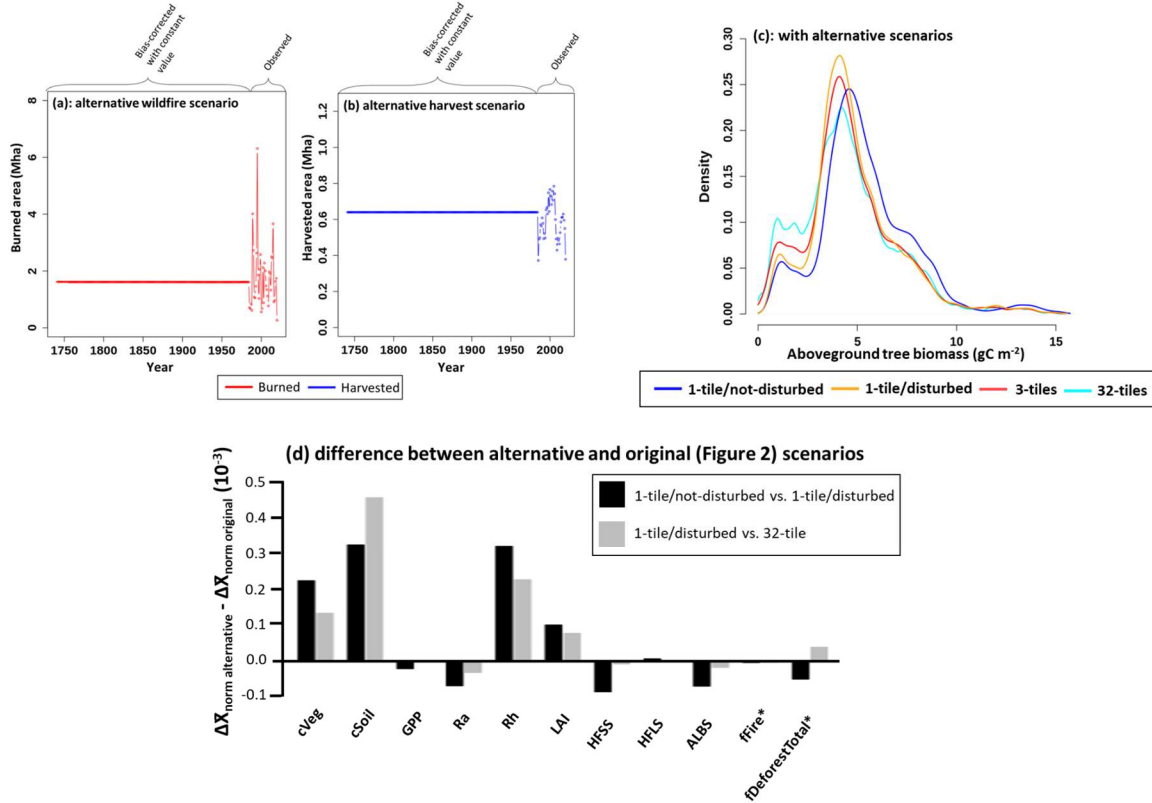 Bias-corrected
with constant
value
Observed
Bias-corrected
with constant
value
Observed
(a): alternative wildfire scenario
Burned area (Mha)
8
6
4
2
0
1750 1800 1850 1900 1950 2000
Year
(b) alternative harvest scenario
Harvested area (Mha)
1.2
1.0
0.8
0.6
0.4
0.2
0.0
1750 1800 1850 1900 1950 2000
Year
Burned Harvested
(c): with alternative scenarios
Density
0.30
0.25
0.20
0.15
0.10
0.05
0.00
0 5 10 15
Aboveground tree biomass (gC m⁻²)
1-tile/not-disturbed 1-tile/disturbed 3-tiles 32-tiles
(d) difference between alternative and original (Figure 2) scenarios
ΔX̄norm alternative - ΔX̄norm original (10⁻³)
0.5
0.4
0.3
0.2
0.1
0.0
-0.1
1-tile/not-disturbed vs. 1-tile/disturbed
1-tile/disturbed vs. 32-tile
cVeg
cSoil
GPP
Ra
Rh
LAI
HFSS
HFLS
ALBS
fFire*
fDeforestTotal*